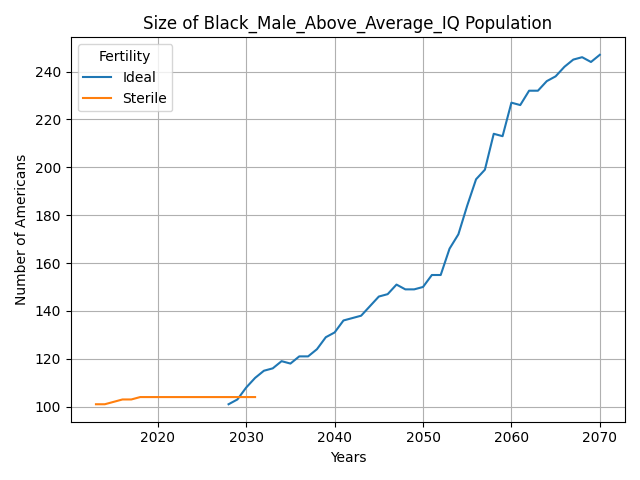 Size of Black_Male_Above_Average_IQ Population
Fertility
Ideal
Sterile
Number of Americans
240
220
200
180
160
140
120
100
2020 2030 2040 2050 2060 2070
Years